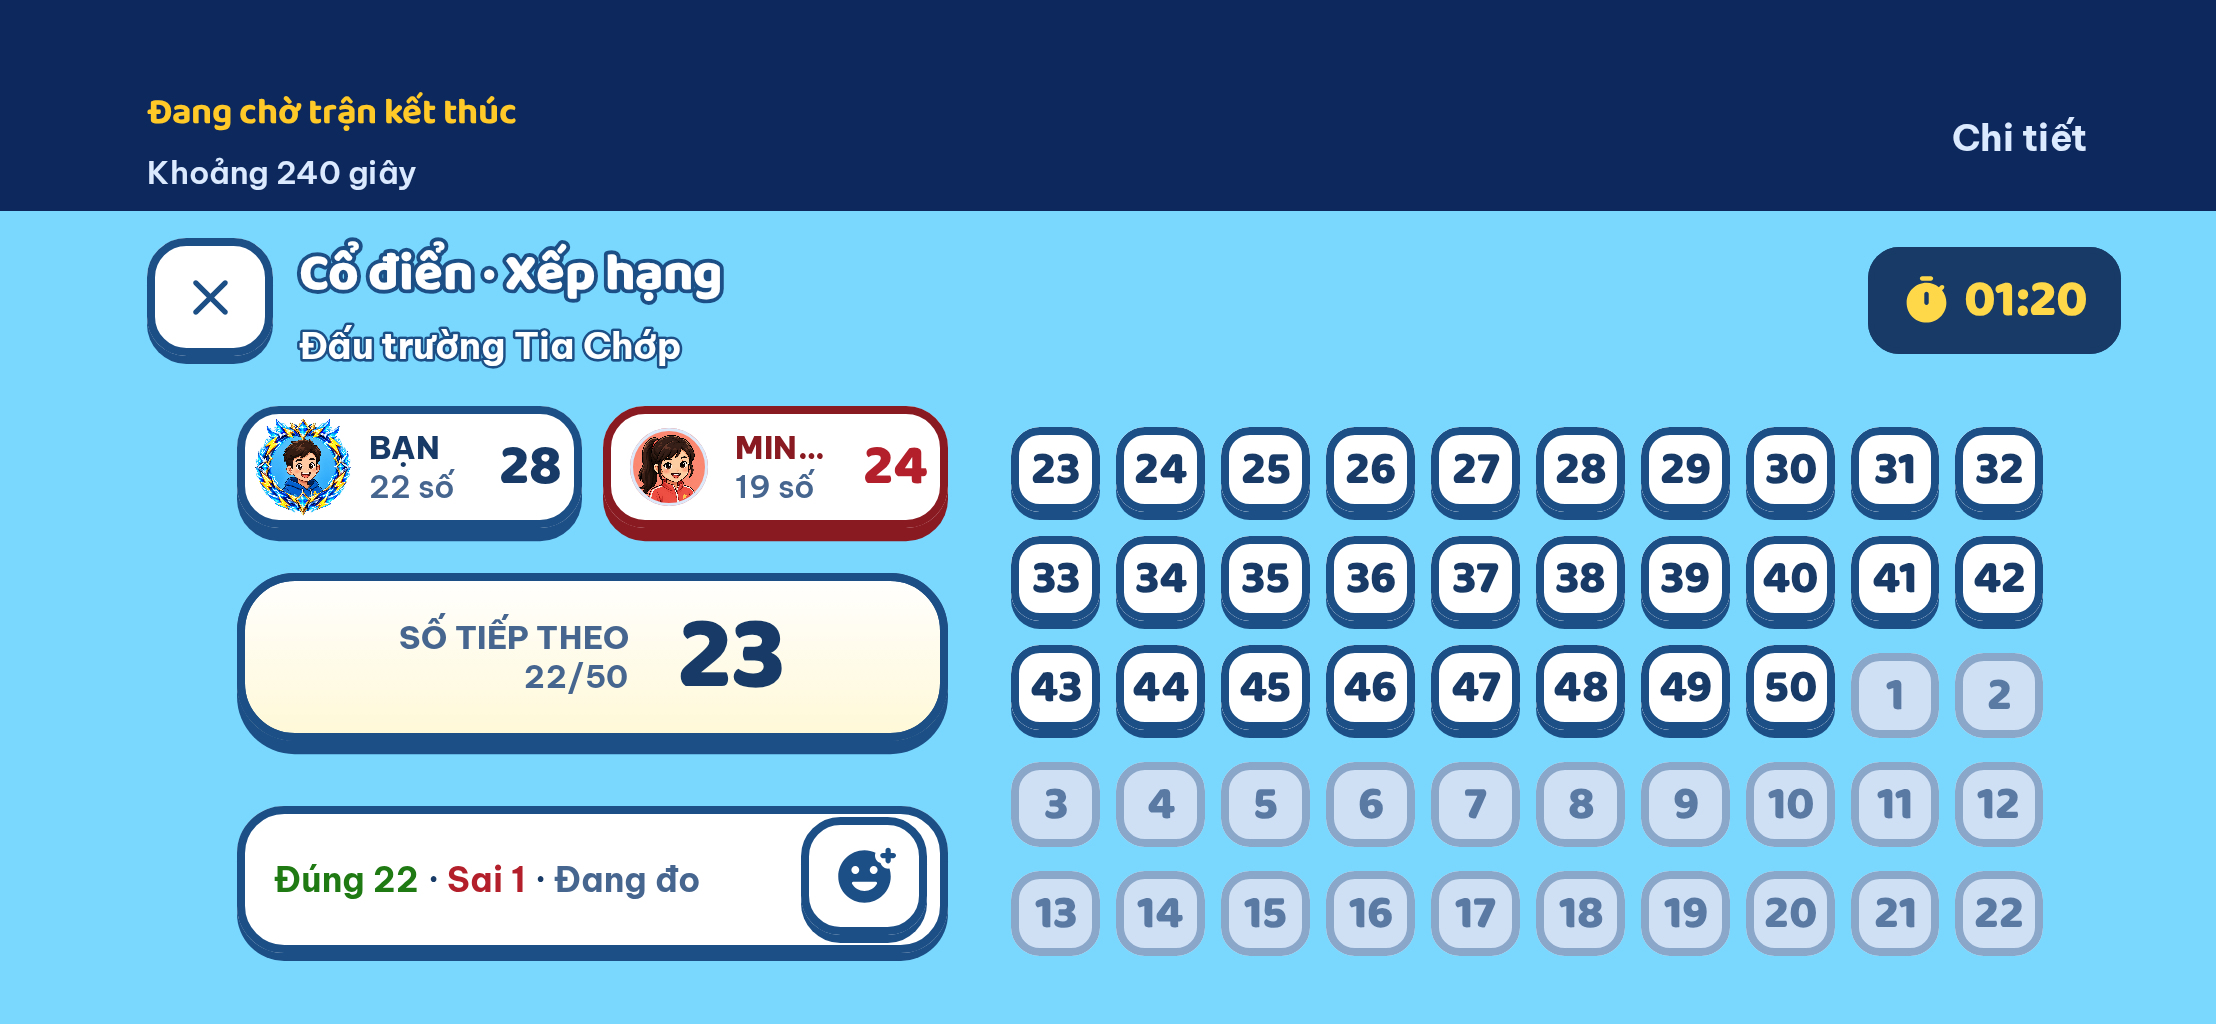 Đang chờ trận kết thúc
Khoảng 240 giây
Chi tiết
Cổ điển · Xếp hạng
Đấu trường Tia Chớp
01:20
BẠN
22 số
28
MIN...
19 số
24
SỐ TIẾP THEO
22/50
23
Đúng 22 · Sai 1 · Đang đo
23 24 25 26 27 28 29 30 31 32
33 34 35 36 37 38 39 40 41 42
43 44 45 46 47 48 49 50 1 2
3 4 5 6 7 8 9 10 11 12
13 14 15 16 17 18 19 20 21 22